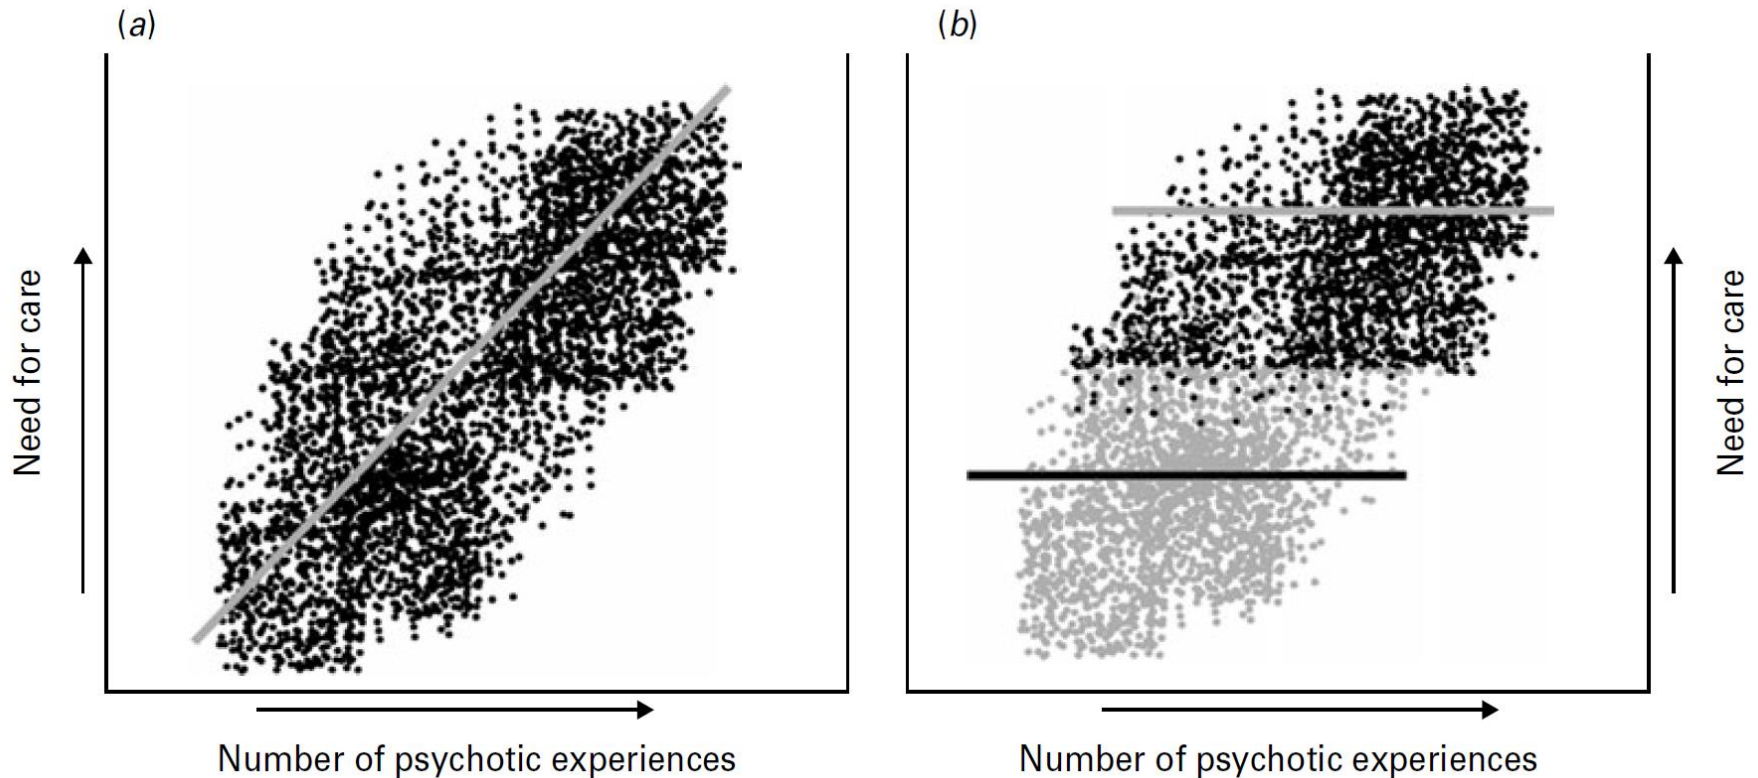 (a)
(b)
Need for care
Need for care
Number of psychotic experiences
Number of psychotic experiences